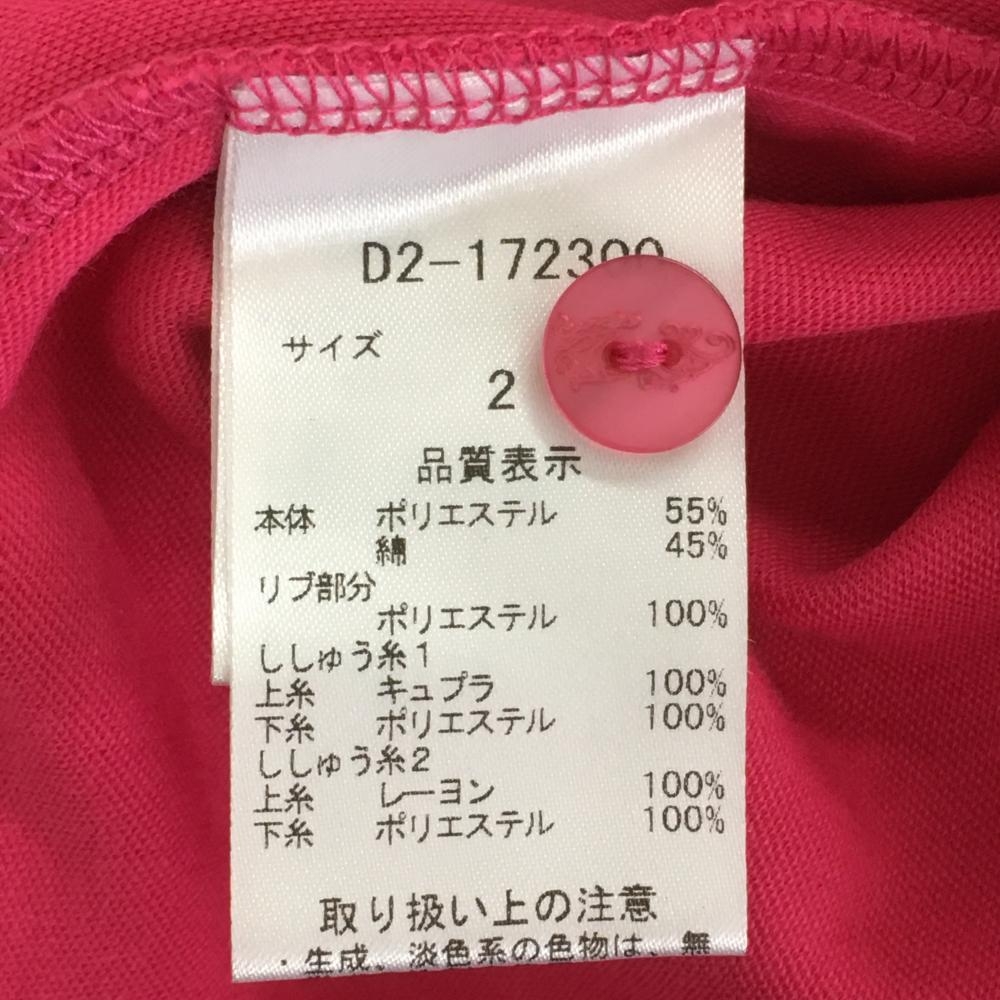 D2-172300
サイズ
2
品質表示
本体 ポリエステル 55%
綿 45%
リブ部分
ポリエステル 100%
ししゅう糸1
上糸 キュプラ 100%
下糸 ポリエステル 100%
ししゅう糸2
上糸 レーヨン 100%
下糸 ポリエステル 100%
取り扱い上の注意
・生成、淡色系の色物は、無